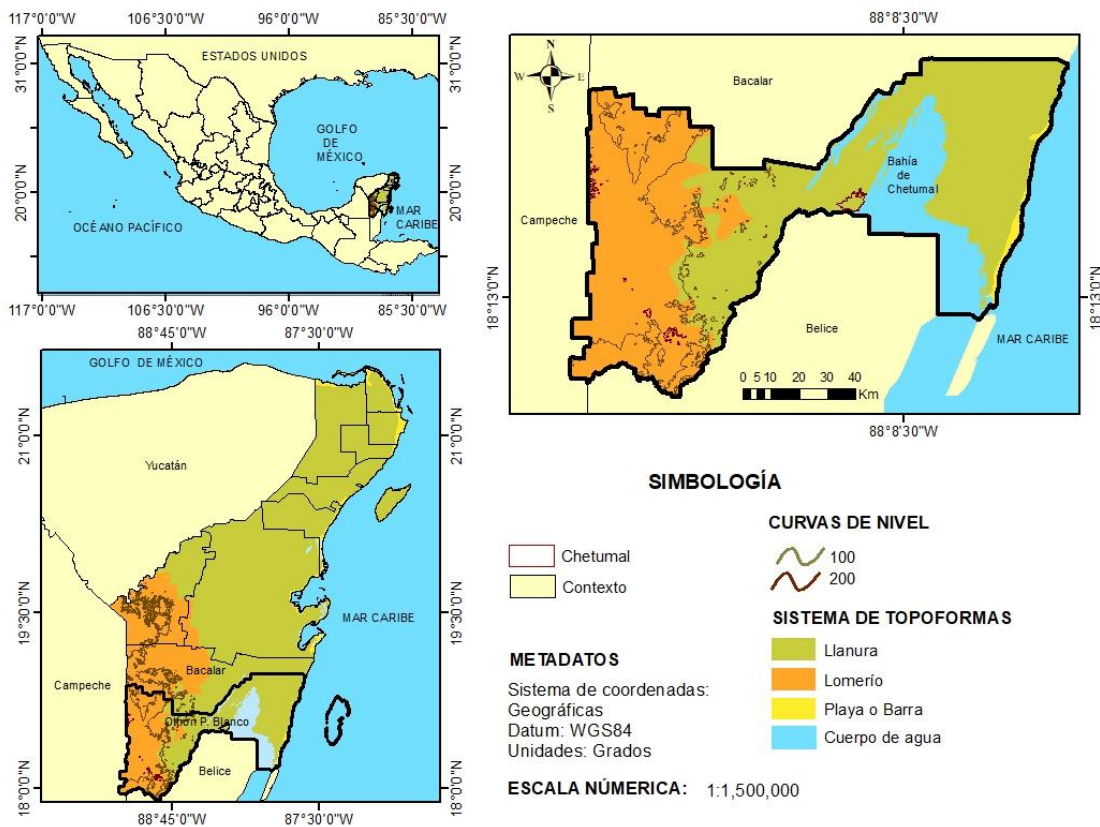 117°0'0"W 106°30'0"W 96°0'0"W 85°30'0"W
31°0'0"N
20°0'0"N
31°0'0"N
20°0'0"N
ESTADOS UNIDOS
GOLFO
DE
MÉXICO
OCÉANO PACÍFICO
MAR
CARIBE
117°0'0"W 106°30'0"W 96°0'0"W 85°30'0"W
88°8'30"W
N
W E
S
Bacalar
Bahía
de
Chetumal
Campeche
18°13'0"N
18°13'0"N
Belice
MAR CARIBE
0 5 10 20 30 40
Km
88°8'30"W
88°45'0"W 87°30'0"W
GOLFO DE MÉXICO
21°0'0"N
19°30'0"N
18°0'0"N
21°0'0"N
19°30'0"N
18°0'0"N
Yucatán
MAR CARIBE
Campeche
Bacalar
Othón P. Blanco
Belice
88°45'0"W 87°30'0"W
SIMBOLOGÍA
Chetumal
Contexto
CURVAS DE NIVEL
100
200
SISTEMA DE TOPOFORMAS
Llanura
Lomerío
Playa o Barra
Cuerpo de agua
METADATOS
Sistema de coordenadas:
Geográficas
Datum: WGS84
Unidades: Grados
ESCALA NÚMERICA: 1:1,500,000